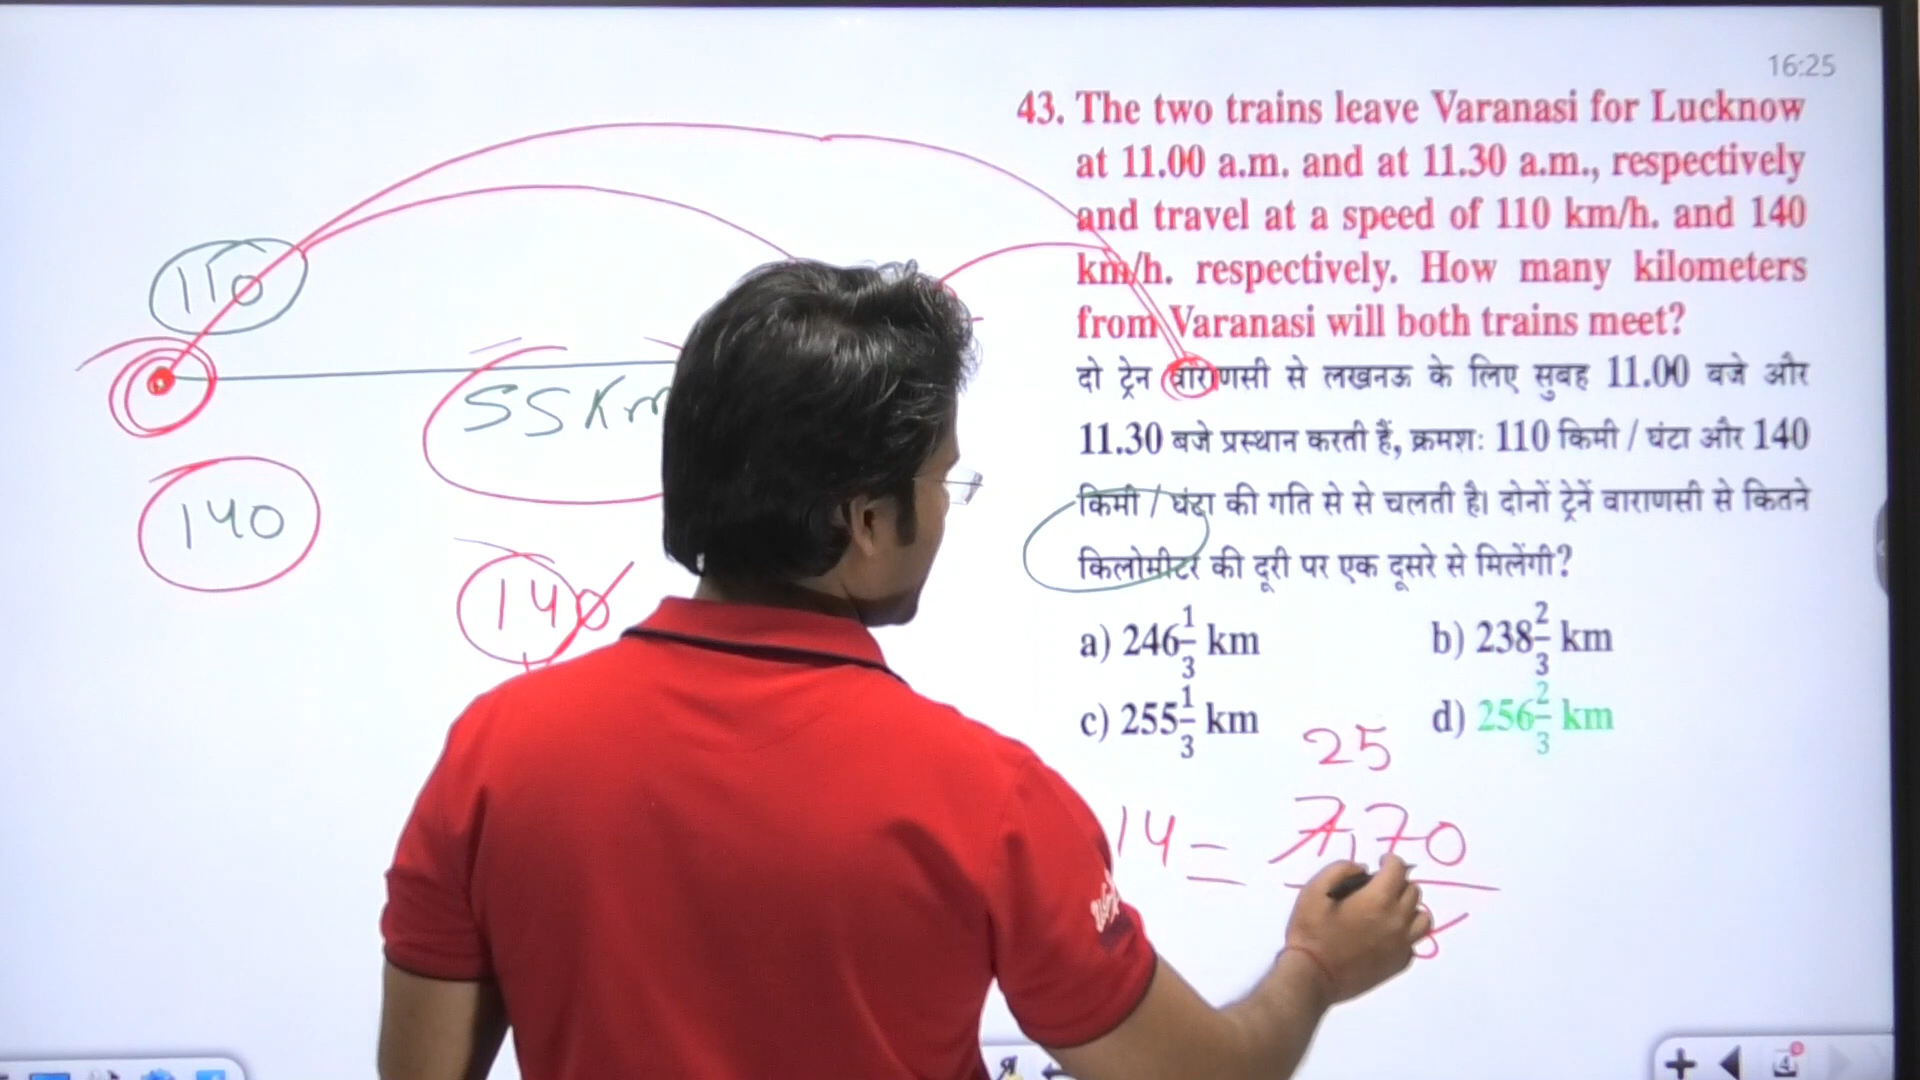 16:25
43. The two trains leave Varanasi for Lucknow
at 11.00 a.m. and at 11.30 a.m., respectively
and travel at a speed of 110 km/h. and 140
km/h. respectively. How many kilometers
from Varanasi will both trains meet?
दो ट्रेन वाराणसी से लखनऊ के लिए सुबह 11.00 बजे और
11.30 बजे प्रस्थान करती हैं, क्रमशः 110 किमी / घंटा और 140
किमी / घंटा की गति से से चलती है। दोनों ट्रेनें वाराणसी से कितने
किलोमीटर की दूरी पर एक दूसरे से मिलेंगी?
a) 246 1/3 km b) 238 2/3 km
c) 255 1/3 km d) 256 2/3 km
110
55 Km
140
140
25
14 = 770